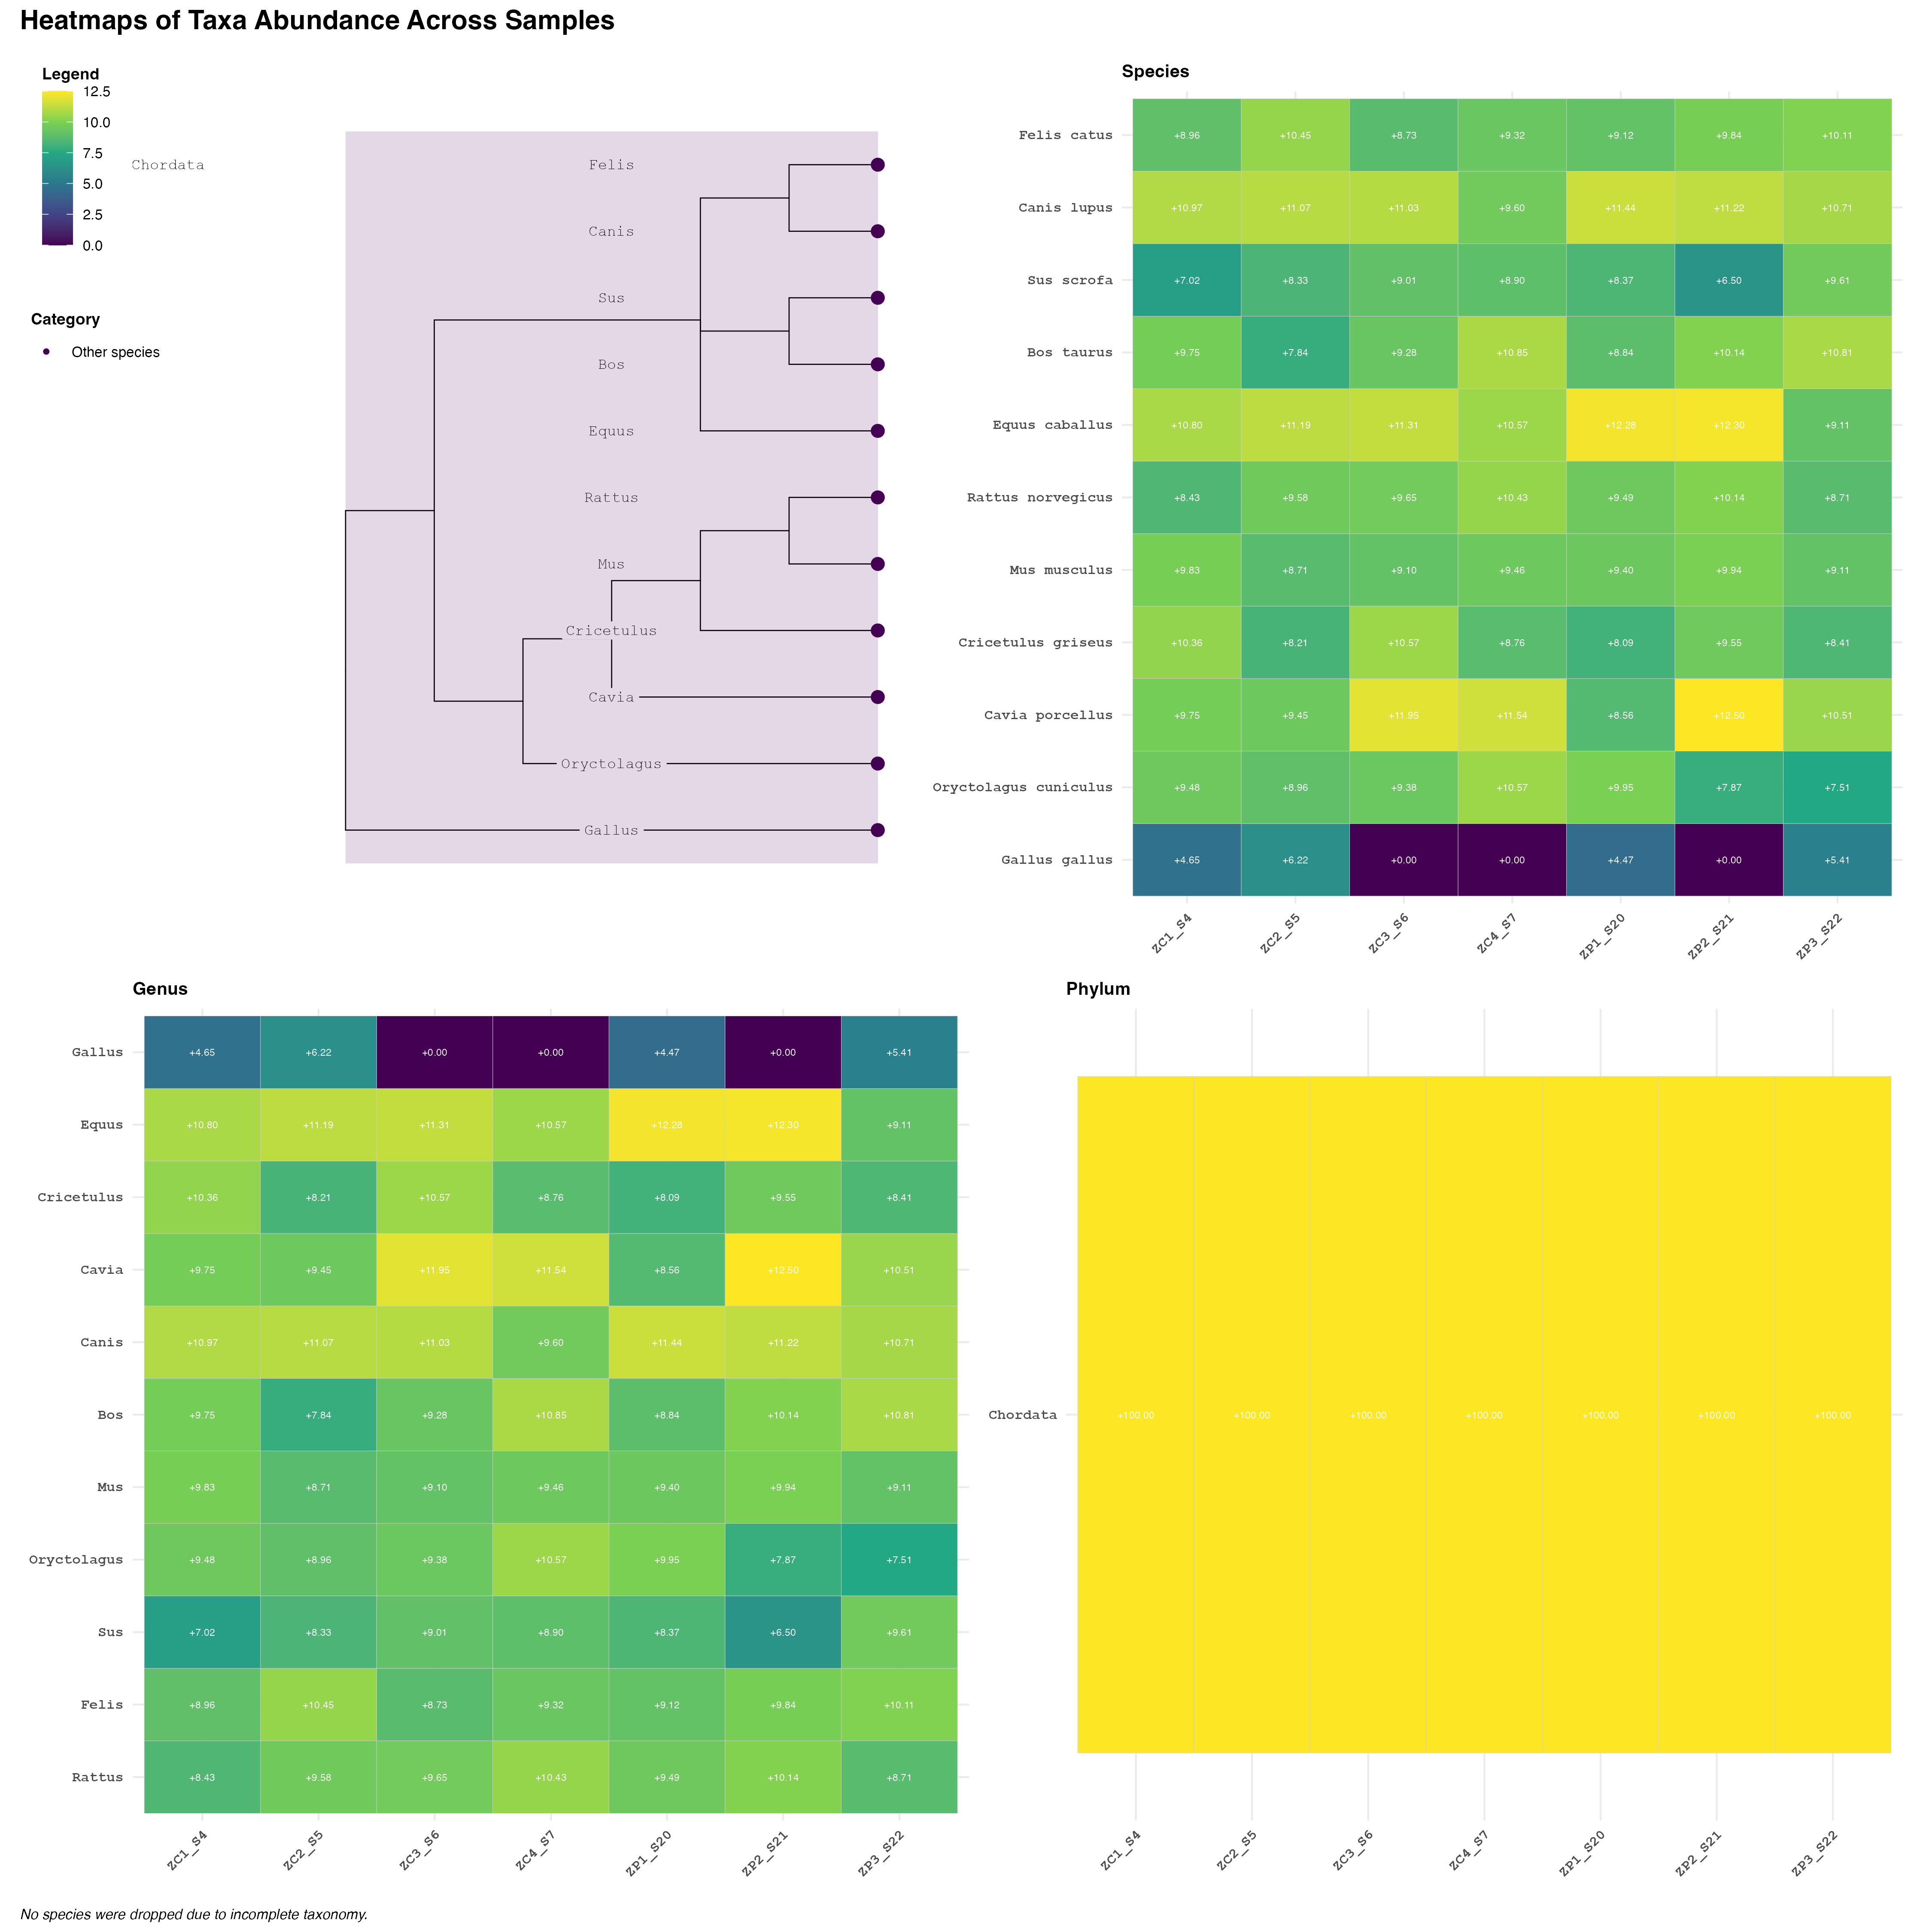 Heatmaps of Taxa Abundance Across Samples
Legend
12.5
10.0
7.5
5.0
2.5
0.0
Category
Other species
Chordata
Felis
Canis
Sus
Bos
Equus
Rattus
Mus
Cricetulus
Cavia
Oryctolagus
Gallus
Species
Felis catus +8.96 +10.45 +8.73 +9.32 +9.12 +9.84 +10.11
Canis lupus +10.97 +11.07 +11.03 +9.60 +11.44 +11.22 +10.71
Sus scrofa +7.02 +8.33 +9.01 +8.90 +8.37 +6.50 +9.61
Bos taurus +9.75 +7.84 +9.28 +10.85 +8.84 +10.14 +10.81
Equus caballus +10.80 +11.19 +11.31 +10.57 +12.28 +12.30 +9.11
Rattus norvegicus +8.43 +9.58 +9.65 +10.43 +9.49 +10.14 +8.71
Mus musculus +9.83 +8.71 +9.10 +9.46 +9.40 +9.94 +9.11
Cricetulus griseus +10.36 +8.21 +10.57 +8.76 +8.09 +9.55 +8.41
Cavia porcellus +9.75 +9.45 +11.95 +11.54 +8.56 +12.50 +10.51
Oryctolagus cuniculus +9.48 +8.96 +9.38 +10.57 +9.95 +7.87 +7.51
Gallus gallus +4.65 +6.22 +0.00 +0.00 +4.47 +0.00 +5.41
ZC1_S4 ZC2_S5 ZC3_S6 ZC4_S7 ZP1_S20 ZP2_S21 ZP3_S22
Genus
Gallus +4.65 +6.22 +0.00 +0.00 +4.47 +0.00 +5.41
Equus +10.80 +11.19 +11.31 +10.57 +12.28 +12.30 +9.11
Cricetulus +10.36 +8.21 +10.57 +8.76 +8.09 +9.55 +8.41
Cavia +9.75 +9.45 +11.95 +11.54 +8.56 +12.50 +10.51
Canis +10.97 +11.07 +11.03 +9.60 +11.44 +11.22 +10.71
Bos +9.75 +7.84 +9.28 +10.85 +8.84 +10.14 +10.81
Mus +9.83 +8.71 +9.10 +9.46 +9.40 +9.94 +9.11
Oryctolagus +9.48 +8.96 +9.38 +10.57 +9.95 +7.87 +7.51
Sus +7.02 +8.33 +9.01 +8.90 +8.37 +6.50 +9.61
Felis +8.96 +10.45 +8.73 +9.32 +9.12 +9.84 +10.11
Rattus +8.43 +9.58 +9.65 +10.43 +9.49 +10.14 +8.71
ZC1_S4 ZC2_S5 ZC3_S6 ZC4_S7 ZP1_S20 ZP2_S21 ZP3_S22
Phylum
Chordata +100.00 +100.00 +100.00 +100.00 +100.00 +100.00 +100.00
ZC1_S4 ZC2_S5 ZC3_S6 ZC4_S7 ZP1_S20 ZP2_S21 ZP3_S22
No species were dropped due to incomplete taxonomy.